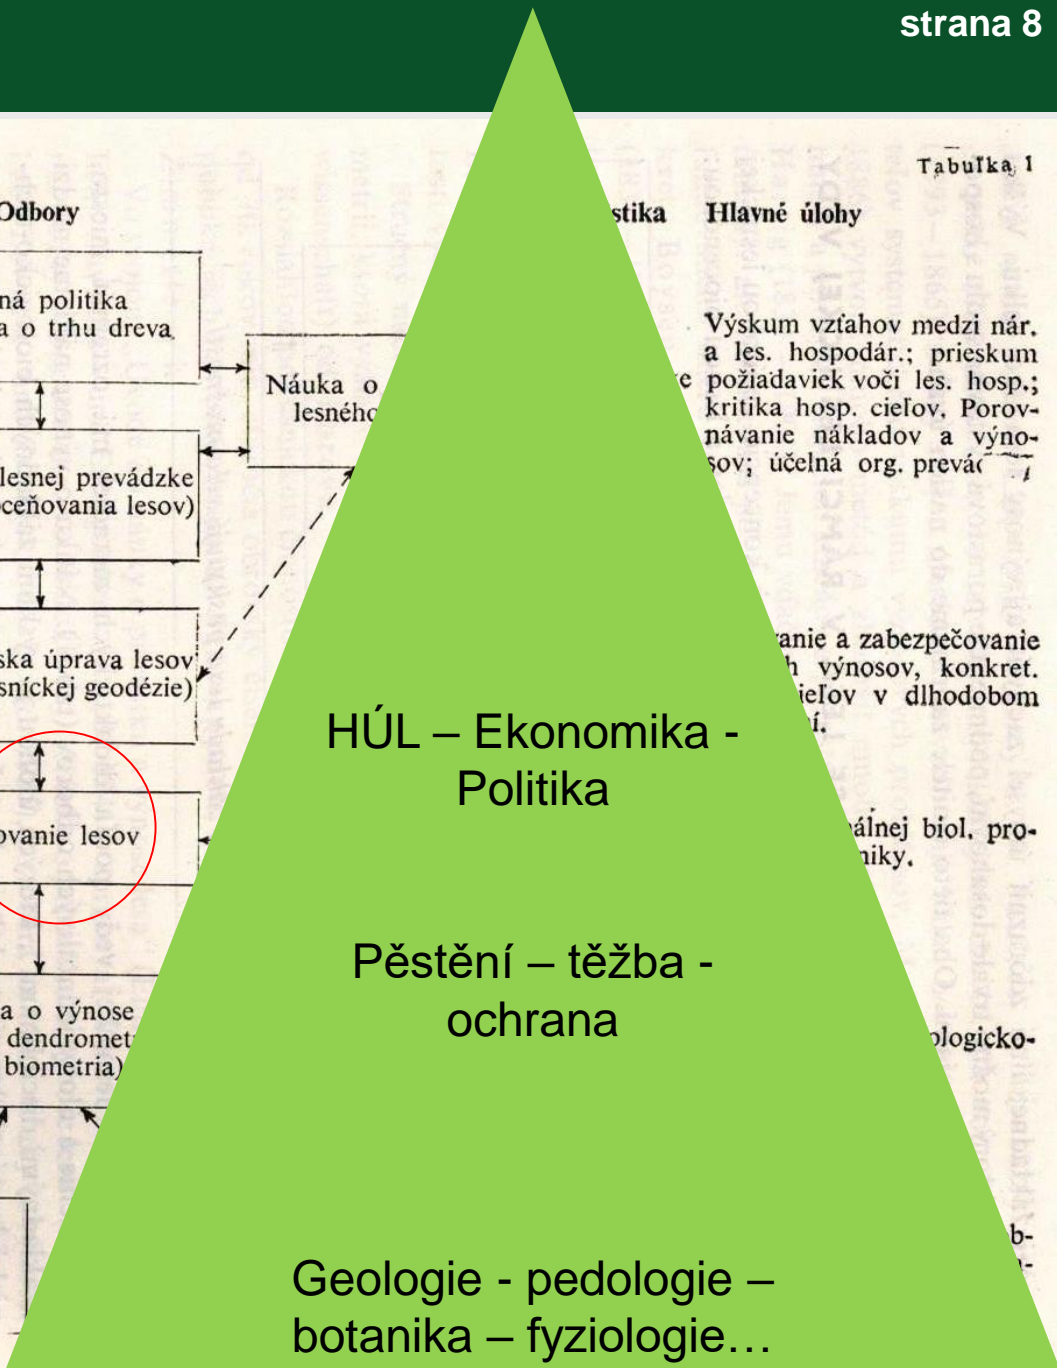 strana 8
Tabuľka 1
Odbory
stika
Hlavné úlohy
ná politika
a o trhu dreva
Náuka o
lesného
Výskum vzťahov medzi nár.
a les. hospodár.; prieskum
požiadaviek voči les. hosp.;
kritika hosp. cieľov. Porov-
návanie nákladov a výno-
sov; účelná org.
lesnej prevádzke
ceňovania lesov)
ska úprava lesov
sníckej geodézie)
anie a zabezpečovanie
h výnosov, konkret.
ieľov v dlhodobom
í.
HÚL – Ekonomika -
Politika
ovanie lesov
álnej biol. pro-
niky.
Pěstění – těžba -
ochrana
a o výnose
dendromet
biometria)
ologicko-
b-
Geologie - pedologie –
botanika – fyziologie…